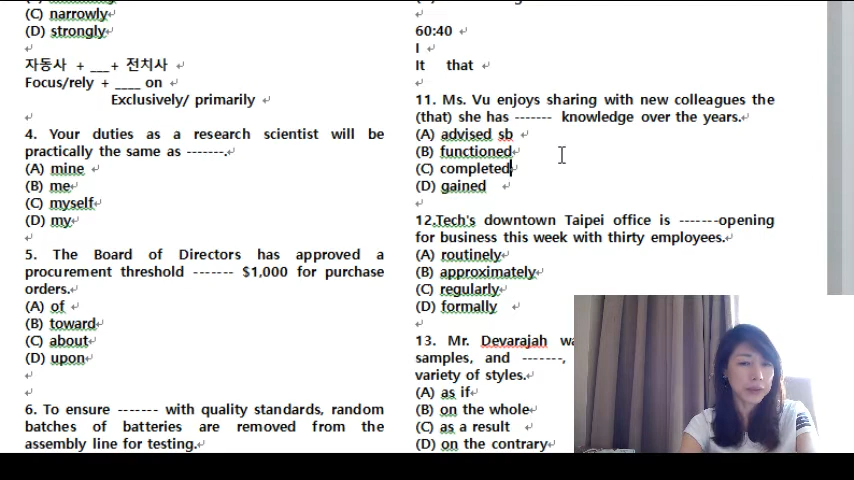 (C) narrowly
(D) strongly
자동사 + ___+ 전치사
Focus/rely + ____ on
Exclusively/ primarily
4. Your duties as a research scientist will be
practically the same as -------.
(A) mine
(B) me
(C) myself
(D) my
5. The Board of Directors has approved a
procurement threshold ------- $1,000 for purchase
orders.
(A) of
(B) toward
(C) about
(D) upon
6. To ensure ------- with quality standards, random
batches of batteries are removed from the
assembly line for testing.
60:40
I
It that
11. Ms. Vu enjoys sharing with new colleagues the
(that) she has ------- knowledge over the years.
(A) advised sb
(B) functioned
(C) completed
(D) gained
12.Tech's downtown Taipei office is -------opening
for business this week with thirty employees.
(A) routinely
(B) approximately
(C) regularly
(D) formally
13. Mr. Devarajah
samples, and -------,
variety of styles.
(A) as if
(B) on the whole
(C) as a result
(D) on the contrary